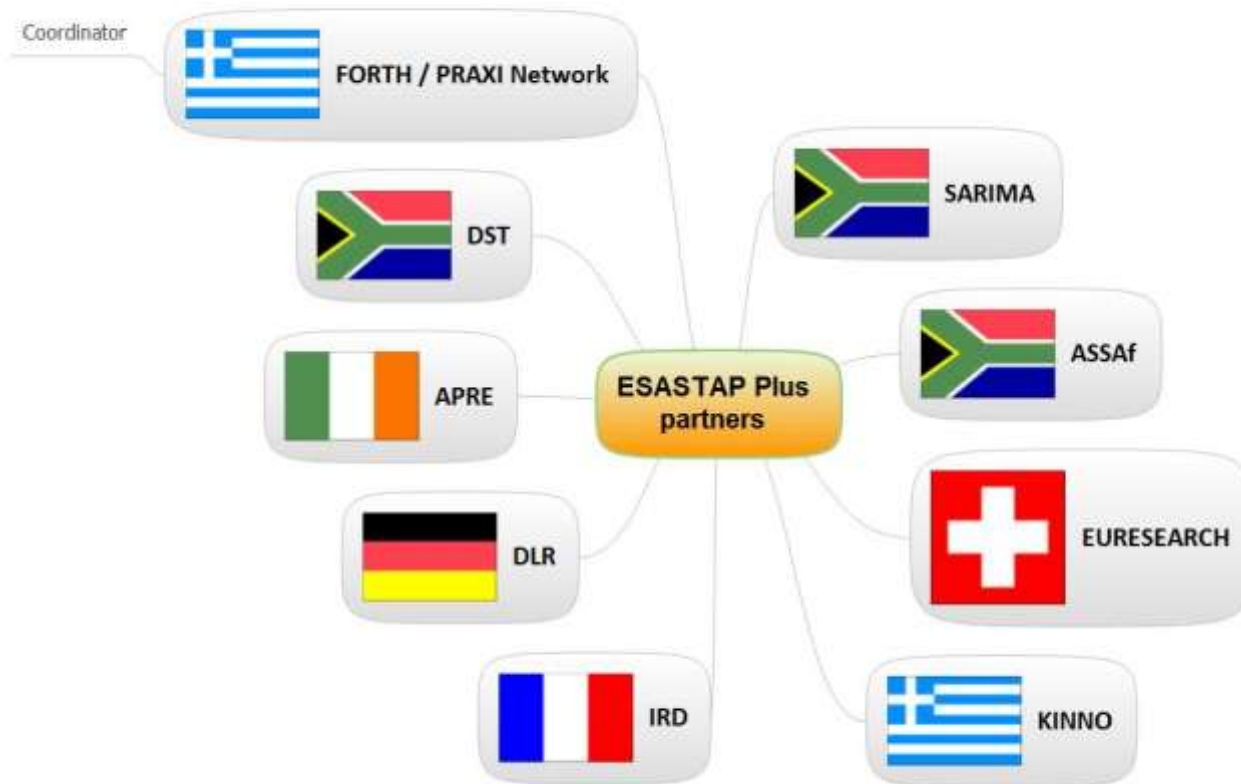 Coordinator
FORTH / PRAXI Network
SARIMA
DST
ASSAf
APRE
ESASTAP Plus
partners
EURESEARCH
DLR
IRD
KINNO